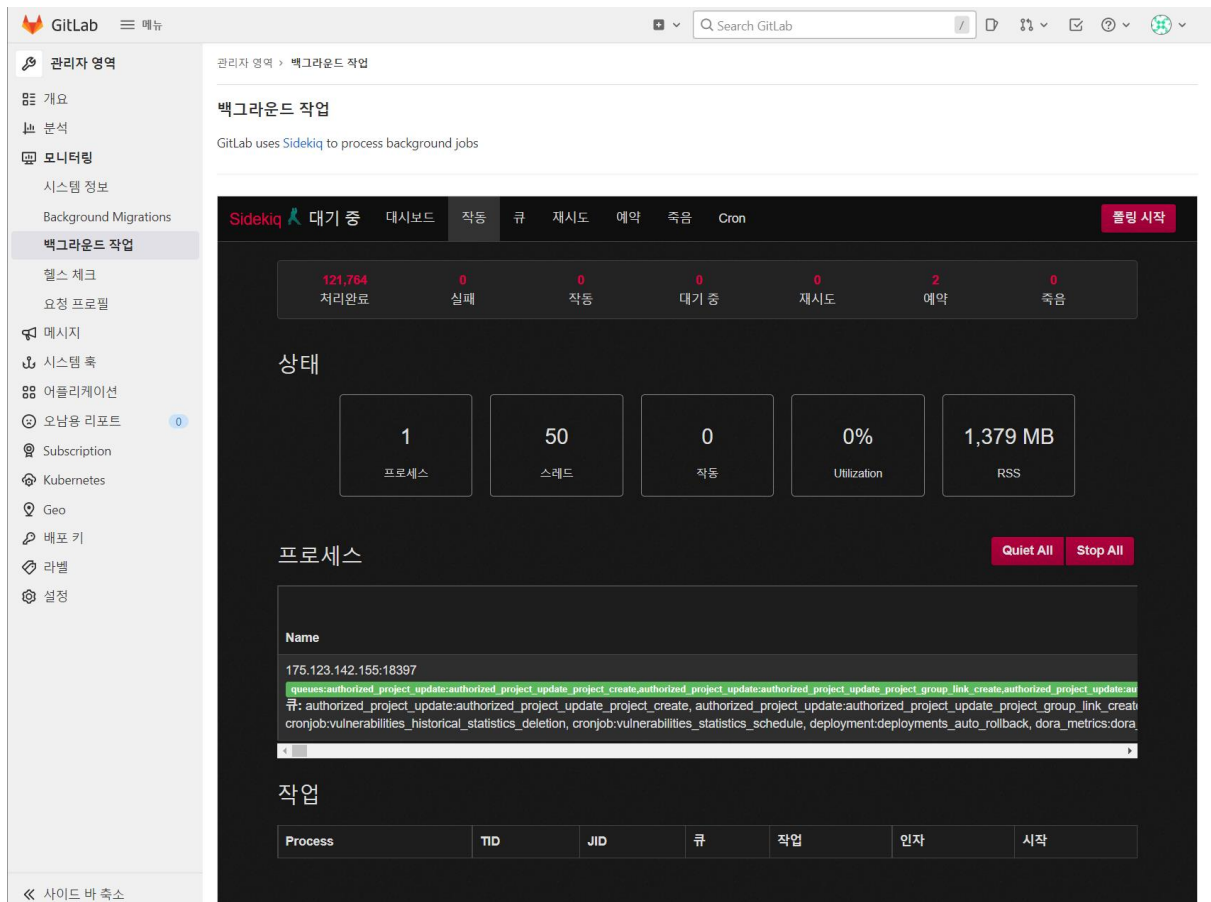 GitLab 메뉴 Search GitLab /
관리자 영역
개요
분석
모니터링
시스템 정보
Background Migrations
백그라운드 작업
헬스 체크
요청 프로필
메시지
시스템 훅
어플리케이션
오남용 리포트 0
Subscription
Kubernetes
Geo
배포 키
라벨
설정
사이드 바 축소
관리자 영역 › 백그라운드 작업
백그라운드 작업
GitLab uses Sidekiq to process background jobs
Sidekiq 대기 중 대시보드 작동 큐 재시도 예약 죽음 Cron 폴링 시작
121,764 0 0 0 0 2 0
처리완료 실패 작동 대기 중 재시도 예약 죽음
상태
1 50 0 0% 1,379 MB
프로세스 스레드 작동 Utilization RSS
프로세스 Quiet All Stop All
Name
175.123.142.155:18397
queues:authorized_project_update:authorized_project_update_project_create,authorized_project_update:authorized_project_update_project_group_link_create,authorized_project_update:au
큐: authorized_project_update:authorized_project_update_project_create, authorized_project_update:authorized_project_update_project_group_link_create
cronjob:vulnerabilities_historical_statistics_deletion, cronjob:vulnerabilities_statistics_schedule, deployment:deployments_auto_rollback, dora_metrics:dora_
작업
Process TID JID 큐 작업 인자 시작